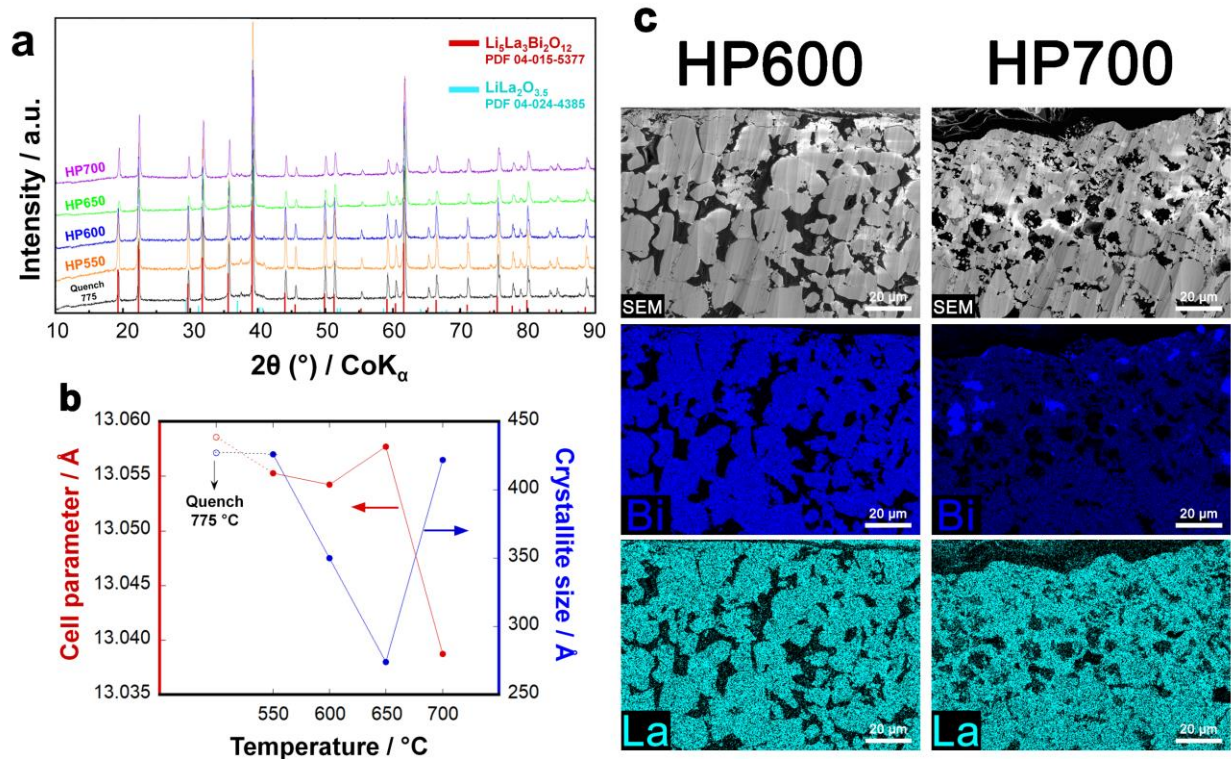 a
Intensity / a.u.
Li₅La₃Bi₂O₁₂
PDF 04-015-5377
LiLa₂O₃.₅
PDF 04-024-4385
HP700
HP650
HP600
HP550
Quench
775
10 20 30 40 50 60 70 80 90
2θ (°) / CoKα
b
Cell parameter / Å
13.060
13.055
13.050
13.045
13.040
13.035
Quench
775 °C
450
400
350
300
250
Crystallite size / Å
550 600 650 700
Temperature / °C
c
HP600 HP700
SEM 20 µm SEM 20 µm
Bi 20 µm Bi 20 µm
La 20 µm La 20 µm